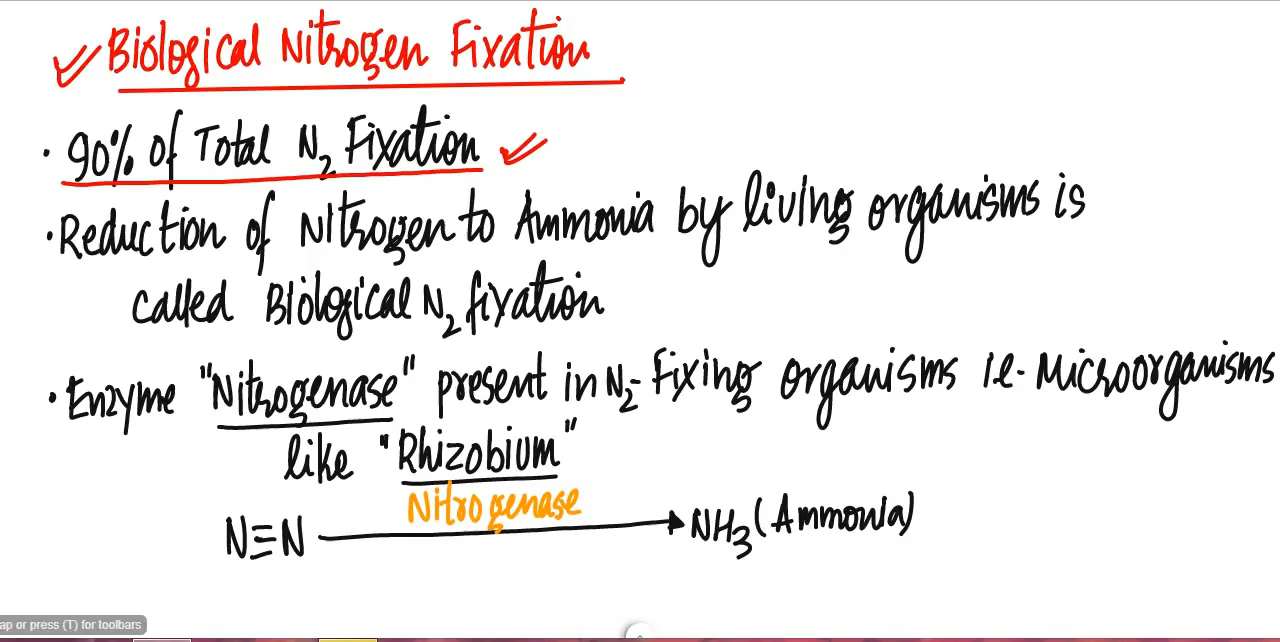 Biological Nitrogen Fixation
• 90% of Total N₂ Fixation
• Reduction of Nitrogen to Ammonia by living organisms is
called Biological N₂ fixation
• Enzyme "Nitrogenase" present in N₂-Fixing organisms i.e. Microorganisms
like "Rhizobium"
Nitrogenase
N≡N → NH₃ (Ammonia)
ap or press (T) for toolbars